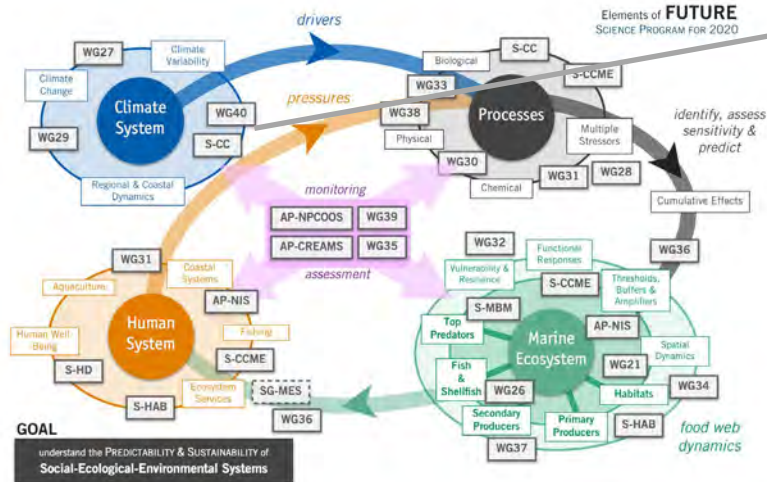 drivers
Elements of FUTURE
SCIENCE PROGRAM FOR 2020
WG27
Climate
Variability
Climate
Change
Climate
System
WG29
WG40
S-CC
Regional & Coastal
Dynamics
pressures
Biological
S-CC
S-CCME
WG33
WG38
Processes
Physical
WG30
Multiple
Stressors
WG31
WG28
Chemical
identify, assess
sensitivity &
predict
Cumulative Effects
WG36
monitoring
AP-NPCOOS
WG39
AP-CREAMS
WG35
assessment
WG31
Coastal
Systems
Aquaculture
AP-NIS
Human
System
Human Well-
Being
Fishing
S-CCME
S-HD
Ecosystem
Services
S-HAB
SG-MES
WG36
WG32
Functional
Responses
Vulnerability &
Resilience
S-CCME
Thresholds,
Buffers &
Amplifiers
S-MBM
AP-NIS
Top
Predators
Marine
Ecosystem
Spatial
Dynamics
WG21
Fish &
Shellfish
WG26
Habitats
WG34
Secondary
Producers
Primary
Producers
S-HAB
WG37
food web
dynamics
GOAL
understand the PREDICTABILITY & SUSTAINABILITY of
Social-Ecological-Environmental Systems